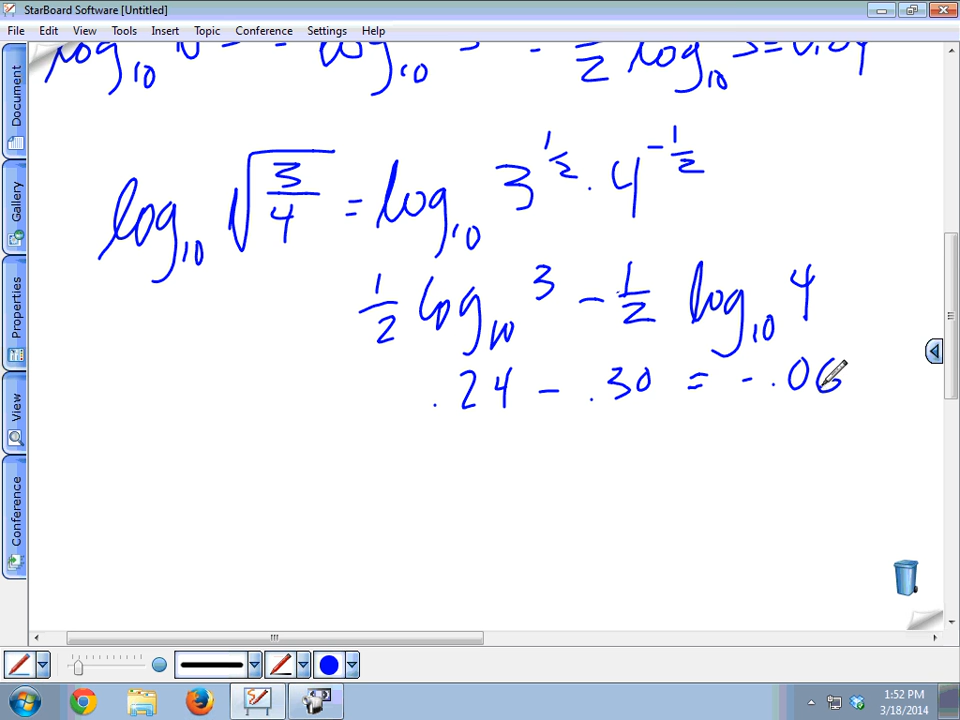 StarBoard Software [Untitled]
File Edit View Tools Insert Topic Conference Settings Help
Document
Gallery
Properties
View
Conference
log₁₀ √(3/4) = log₁₀ 3^(1/2) · 4^(-1/2)
1/2 log₁₀ 3 - 1/2 log₁₀ 4
.24 - .30 = -.06
1:52 PM
3/18/2014